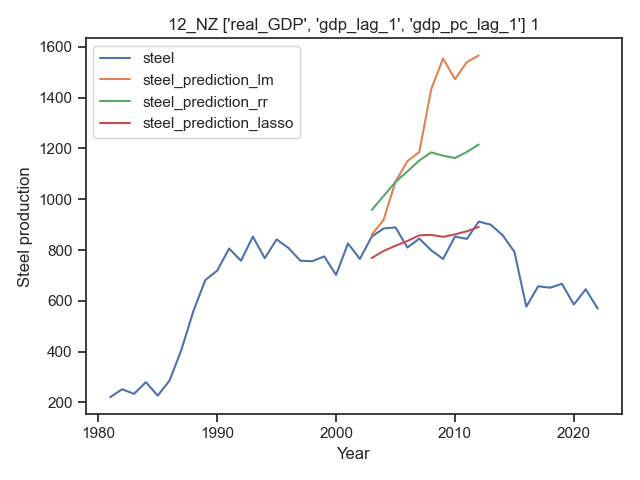 12_NZ ['real_GDP', 'gdp_lag_1', 'gdp_pc_lag_1'] 1
steel
steel_prediction_lm
steel_prediction_rr
steel_prediction_lasso
Steel production
1600
1400
1200
1000
800
600
400
200
1980
1990
2000
2010
2020
Year